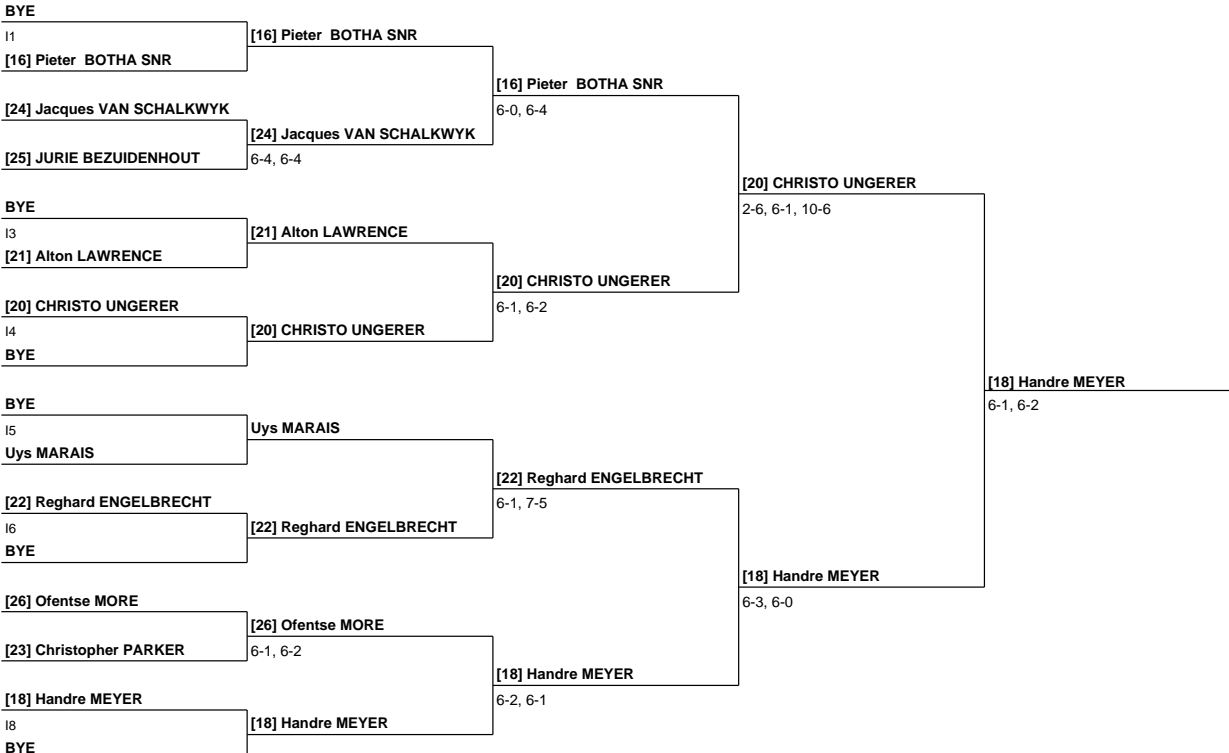 BYE
I1
[16] Pieter  BOTHA SNR
[16] Pieter  BOTHA SNR
[16] Pieter  BOTHA SNR
6-0, 6-4
[24] Jacques VAN SCHALKWYK
[24] Jacques VAN SCHALKWYK
[25] JURIE BEZUIDENHOUT
6-4, 6-4
[20] CHRISTO UNGERER
2-6, 6-1, 10-6
BYE
I3
[21] Alton LAWRENCE
[21] Alton LAWRENCE
[20] CHRISTO UNGERER
6-1, 6-2
[20] CHRISTO UNGERER
I4
[20] CHRISTO UNGERER
BYE
[18] Handre MEYER
6-1, 6-2
BYE
I5
Uys MARAIS
Uys MARAIS
[22] Reghard ENGELBRECHT
6-1, 7-5
[22] Reghard ENGELBRECHT
I6
[22] Reghard ENGELBRECHT
BYE
[18] Handre MEYER
6-3, 6-0
[26] Ofentse MORE
[26] Ofentse MORE
[23] Christopher PARKER
6-1, 6-2
[18] Handre MEYER
6-2, 6-1
[18] Handre MEYER
I8
[18] Handre MEYER
BYE